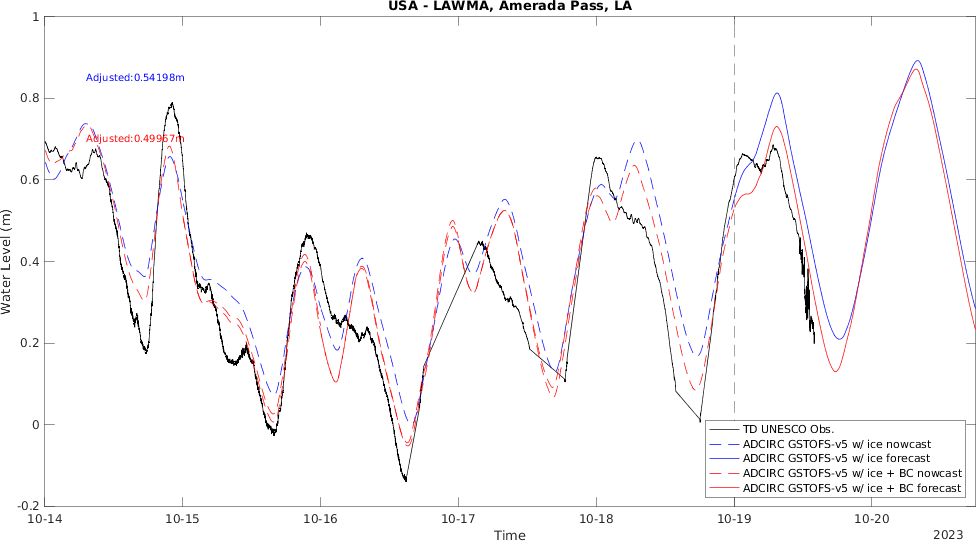 USA - LAWMA, Amerada Pass, LA
1
Adjusted:0.54198m
0.8
Adjusted:0.49967m
0.6
Water Level (m)
0.4
0.2
0
-0.2
TD UNESCO Obs.
ADCIRC GSTOFS-v5 w/ ice nowcast
ADCIRC GSTOFS-v5 w/ ice forecast
ADCIRC GSTOFS-v5 w/ ice + BC nowcast
ADCIRC GSTOFS-v5 w/ ice + BC forecast
10-14 10-15 10-16 10-17 10-18 10-19 10-20
Time
2023